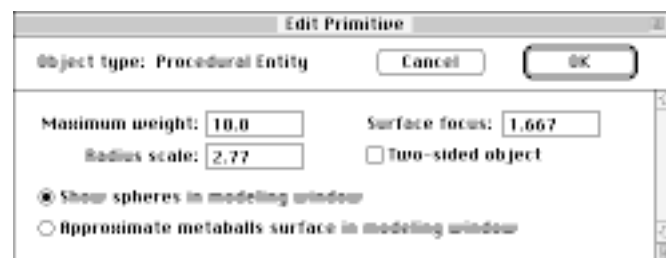 Edit Primitive
Object type: Procedural Entity Cancel OK
Maximum weight: 10.0 Surface focus: 1.667
Radius scale: 2.77 Two-sided object
Show spheres in modeling window
Approximate metaballs surface in modeling window